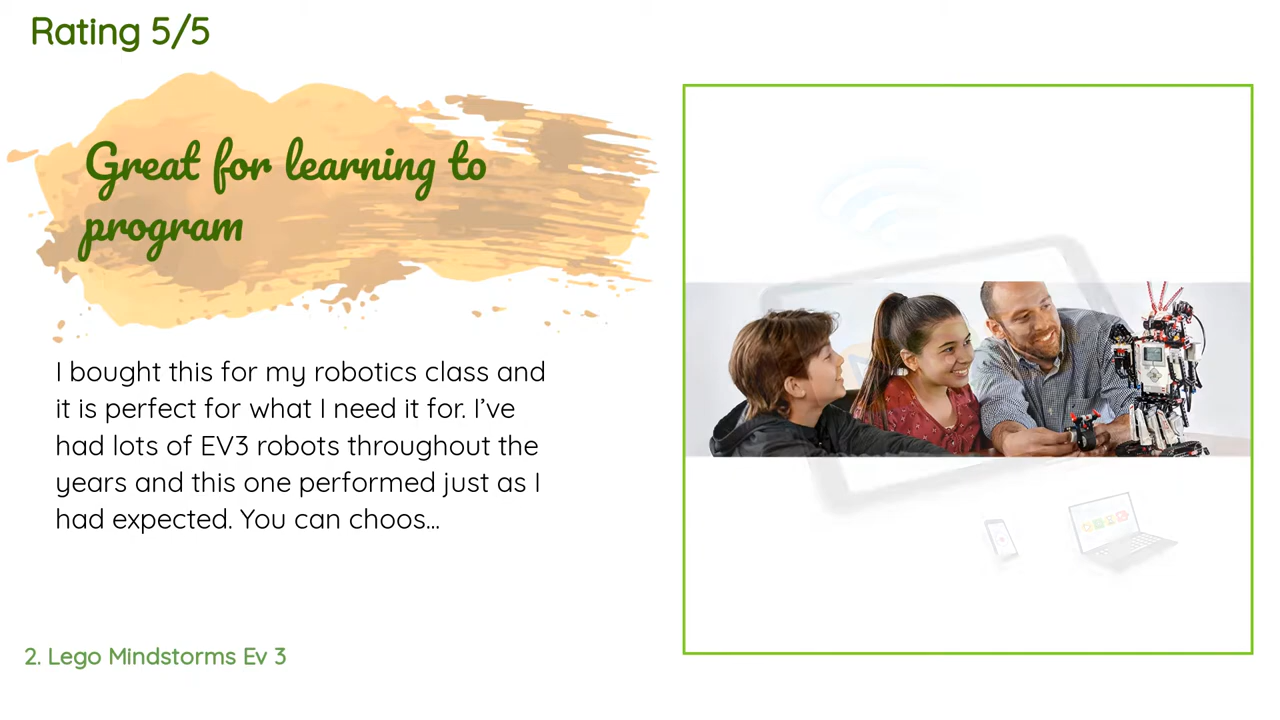 Rating 5/5
Great for learning to
program
I bought this for my robotics class and
it is perfect for what I need it for. I’ve
had lots of EV3 robots throughout the
years and this one performed just as I
had expected. You can choos...
2. Lego Mindstorms Ev 3